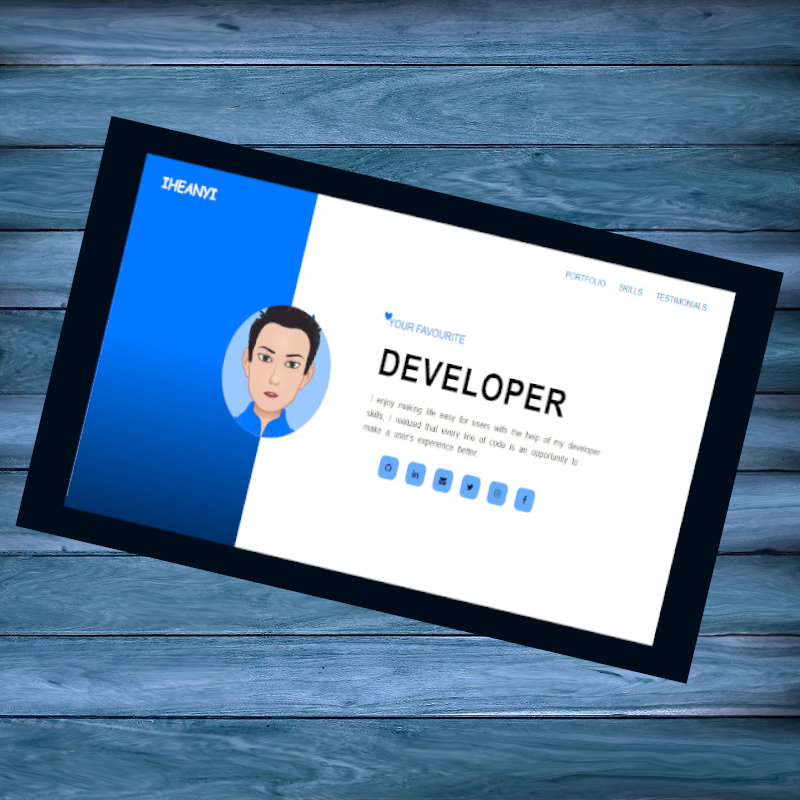 IHEANYI
PORTFOLIO SKILLS TESTIMONIALS
YOUR FAVOURITE
DEVELOPER
I enjoy making life easy for users with the help of my developer
skills, I realized that every line of code is an opportunity to
make a user's experience better.